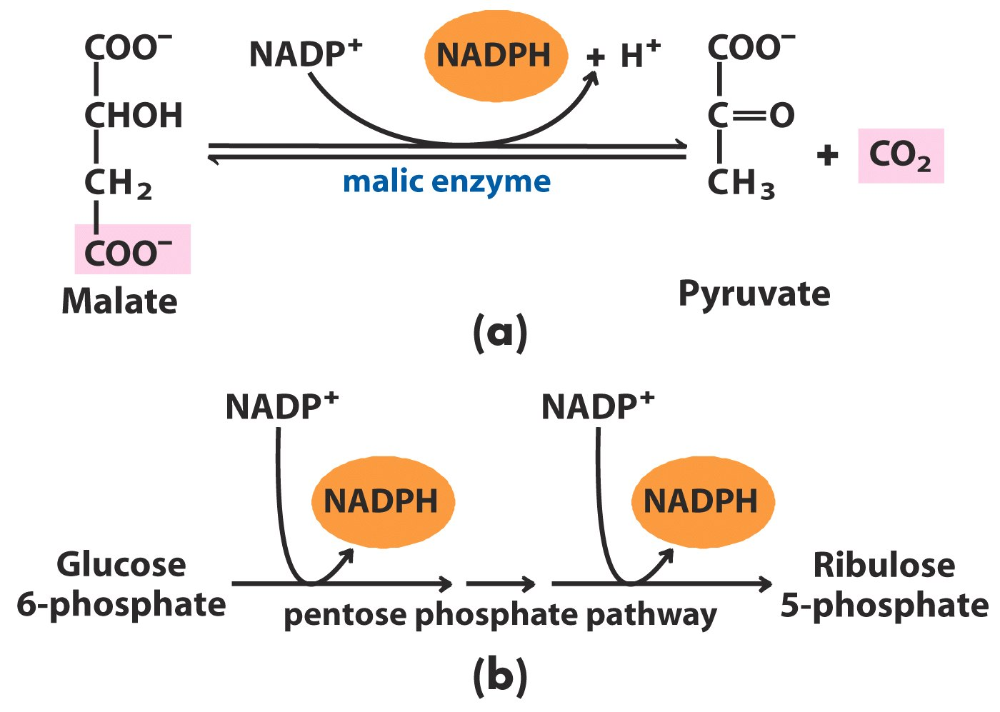 COO⁻ NADP⁺ NADPH + H⁺ COO⁻
CHOH C=O
CH₂ malic enzyme CH₃ + CO₂
COO⁻
Malate Pyruvate
(a)
NADP⁺ NADP⁺
NADPH NADPH
Glucose Ribulose
6-phosphate 5-phosphate
pentose phosphate pathway
(b)